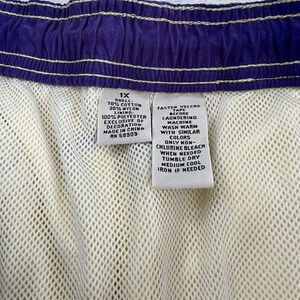 1X
SHELL:
70% COTTON
30% NYLON
LINING:
100% POLYESTER
EXCLUSIVE OF
DECORATION
MADE IN CHINA
RN 58909
FASTEN VELCRO
TAPE
BEFORE
LAUNDERING
MACHINE
WASH WARM
WITH SIMILAR
COLORS
ONLY NON-
CHLORINE BLEACH
WHEN NEEDED
TUMBLE DRY
MEDIUM COOL
IRON IF NEEDED